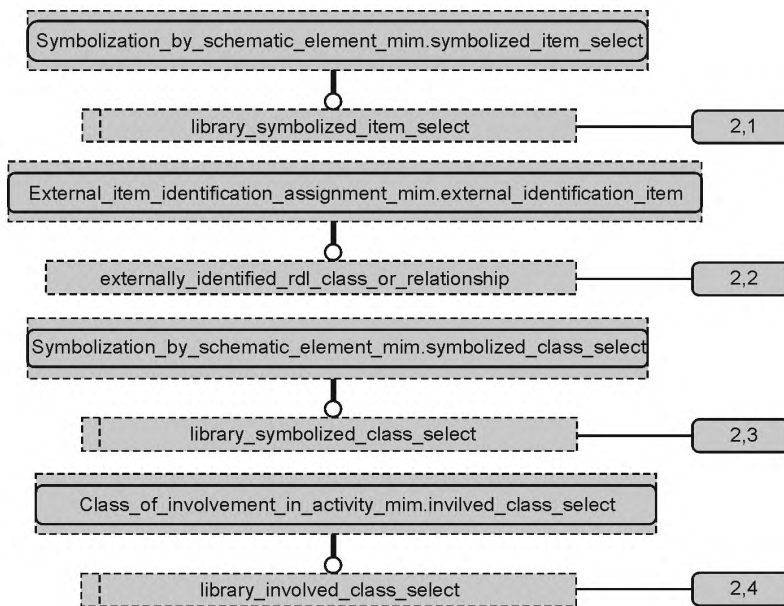 Symbolization_by_schematic_element_mim.symbolized_item_select
library_symbolized_item_select
2,1
External_item_identification_assignment_mim.external_identification_item
externally_identified_rdl_class_or_relationship
2,2
Symbolization_by_schematic_element_mim.symbolized_class_select
library_symbolized_class_select
2,3
Class_of_involvement_in_activity_mim.invilved_class_select
library_involved_class_select
2,4